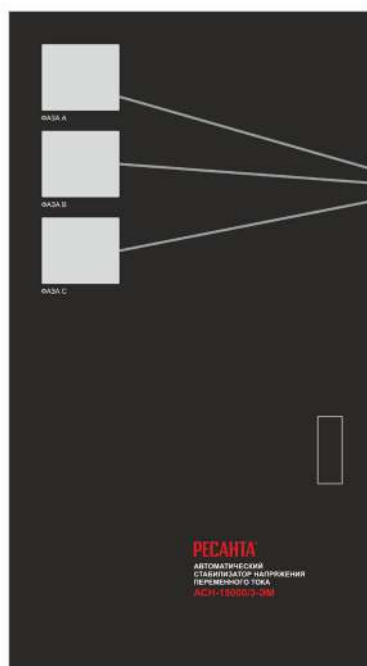 ФАЗА A
ФАЗА B
ФАЗА C
РЕСАНТА
АВТОМАТИЧЕСКИЙ
СТАБИЛИЗАТОР НАПРЯЖЕНИЯ
ПЕРЕМЕННОГО ТОКА
АСН-15000/3-ЭМ